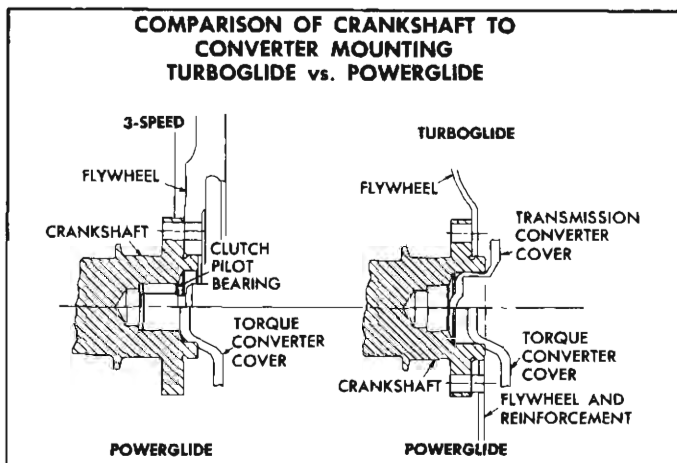 COMPARISON OF CRANKSHAFT TO
CONVERTER MOUNTING
TURBOGLIDE vs. POWERGLIDE
3-SPEED
FLYWHEEL
CRANKSHAFT
CLUTCH
PILOT
BEARING
TORQUE
CONVERTER
COVER
POWERGLIDE
TURBOGLIDE
FLYWHEEL
TRANSMISSION
CONVERTER
COVER
TORQUE
CONVERTER
COVER
CRANKSHAFT
FLYWHEEL AND
REINFORCEMENT
POWERGLIDE